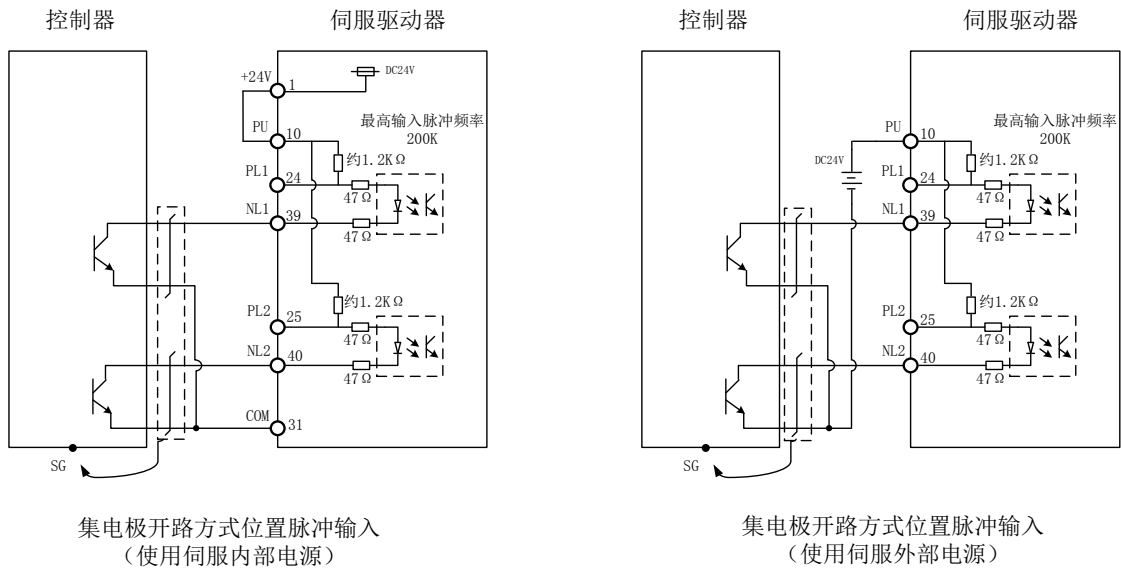 控制器
伺服驱动器
+24V
1
DC24V
PU
10
最高输入脉冲频率
200K
约1.2KΩ
PL1
24
47Ω
NL1
39
47Ω
约1.2KΩ
PL2
25
47Ω
NL2
40
47Ω
COM
31
SG
集电极开路方式位置脉冲输入
（使用伺服内部电源）
控制器
伺服驱动器
PU
10
最高输入脉冲频率
200K
DC24V
约1.2KΩ
PL1
24
47Ω
NL1
39
47Ω
约1.2KΩ
PL2
25
47Ω
NL2
40
47Ω
SG
集电极开路方式位置脉冲输入
（使用伺服外部电源）